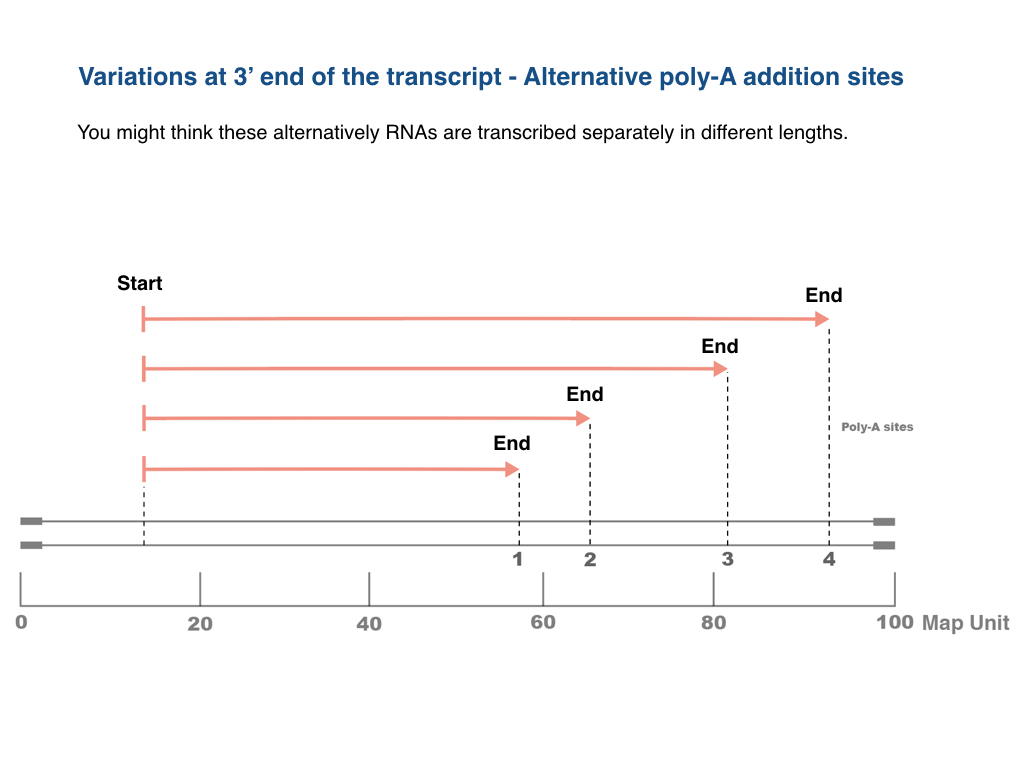 Variations at 3’ end of the transcript - Alternative poly-A addition sites
You might think these alternatively RNAs are transcribed separately in different lengths.
Start
End
End
End
Poly-A sites
End
1 2 3 4
0 20 40 60 80 100 Map Unit